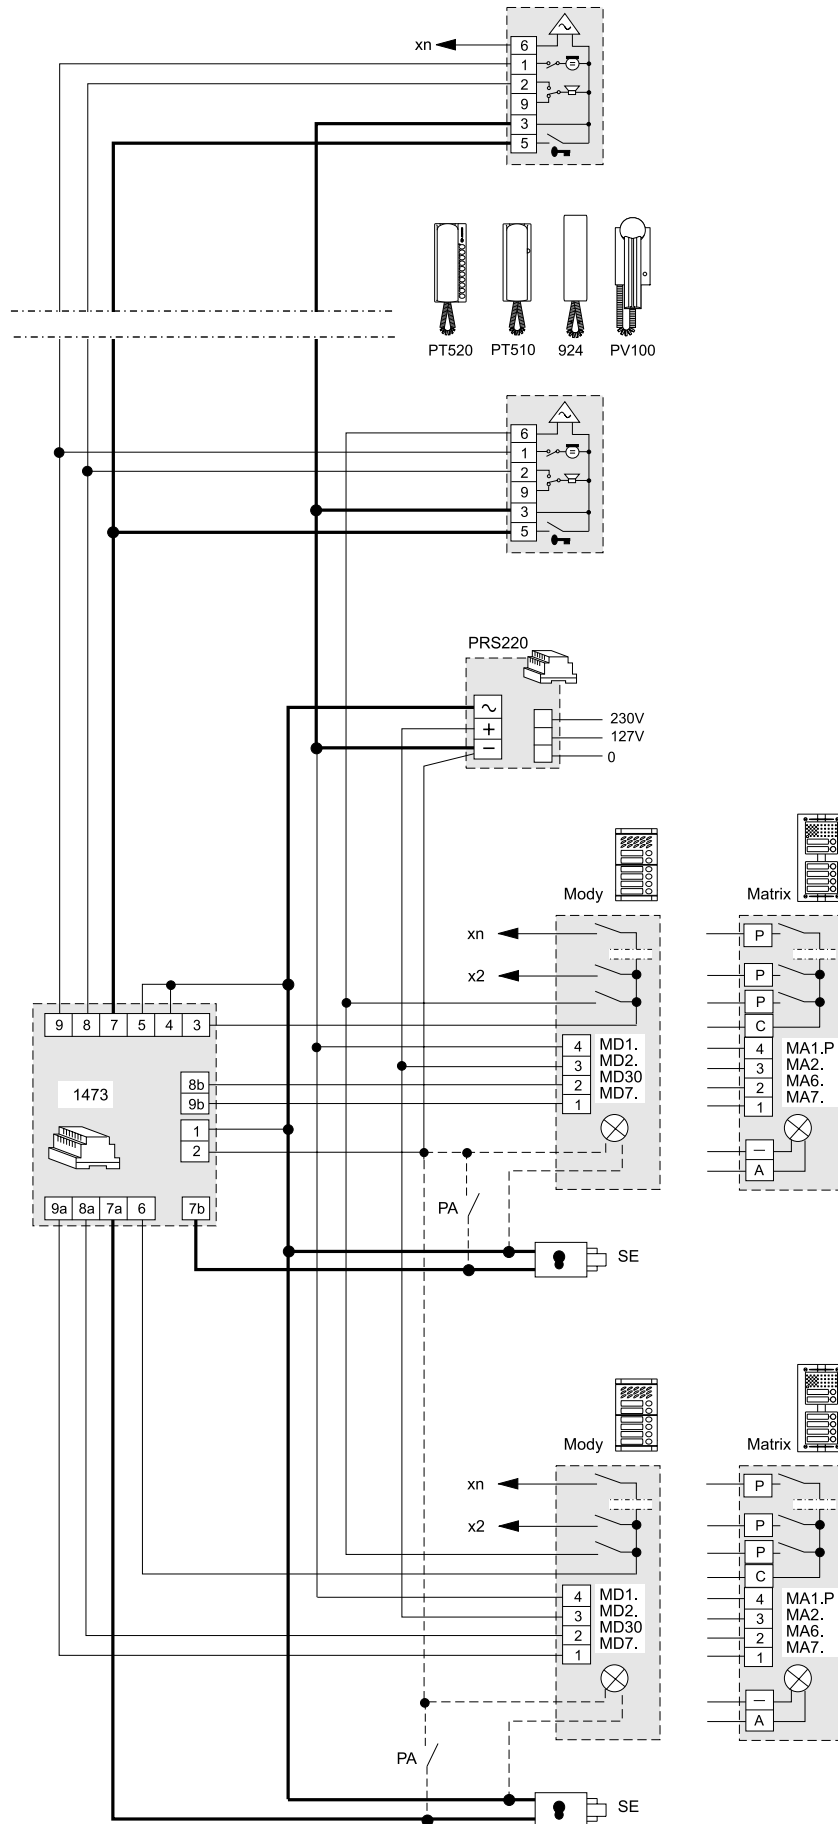 xn
6
1
2
9
3
5
PT520 PT510 924 PV100
6
1
2
9
3
5
PRS220
~
+
−
230V
127V
0
Mody
Matrix
xn
x2
P
P
P
C
4
3
2
1
MD1.
MD2.
MD30
MD7.
4
3
2
1
MA1.P
MA2.
MA6.
MA7.
—
A
9 8 7 5 4 3
1473
8b
9b
1
2
9a 8a 7a 6 7b
PA
SE
Mody
Matrix
xn
x2
P
P
P
C
4
3
2
1
MD1.
MD2.
MD30
MD7.
4
3
2
1
MA1.P
MA2.
MA6.
MA7.
—
A
PA
SE